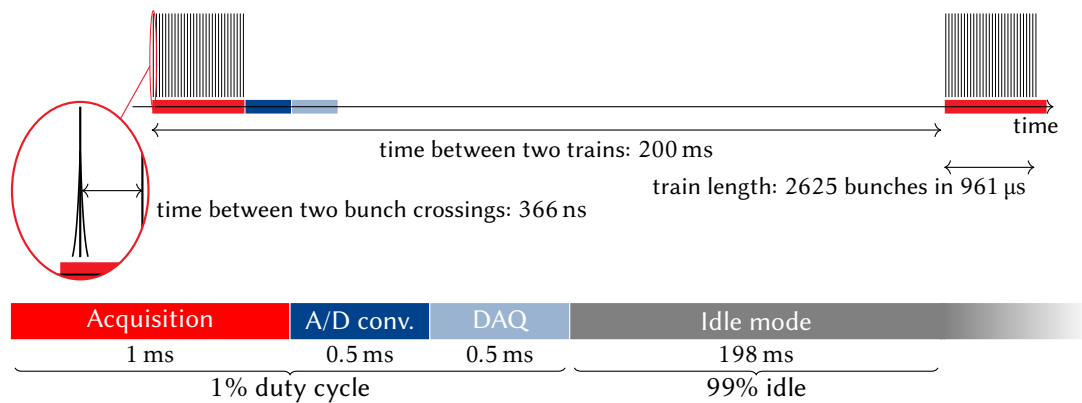 time
time between two trains: 200 ms
train length: 2625 bunches in 961 µs
time between two bunch crossings: 366 ns
Acquisition A/D conv. DAQ Idle mode
1 ms 0.5 ms 0.5 ms 198 ms
1% duty cycle 99% idle